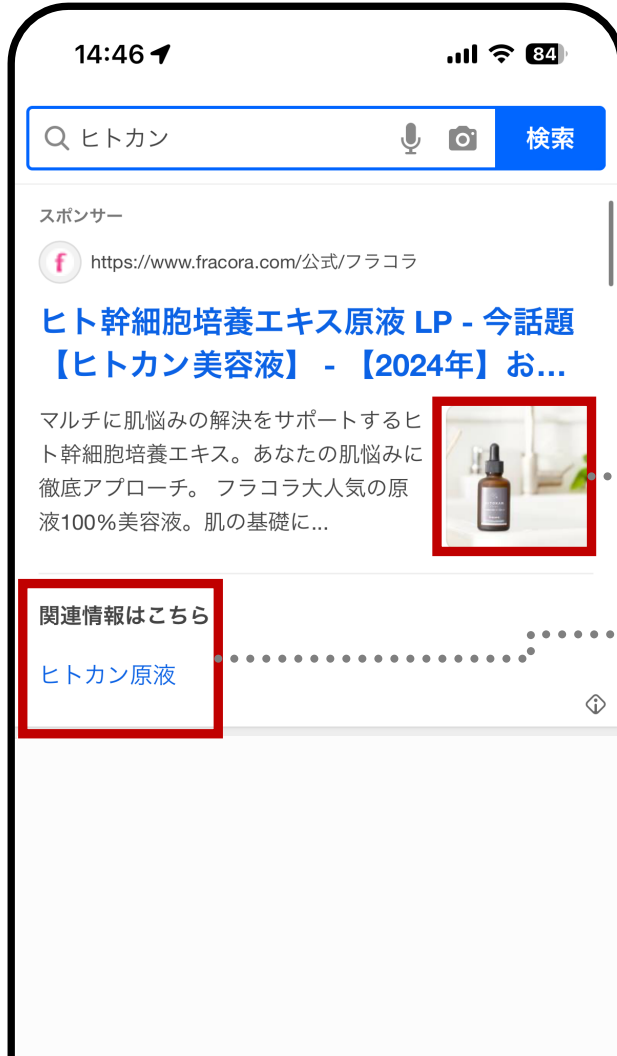 14:46
84
ヒトカン
検索
スポンサー
f
https://www.fracora.com/公式/フラコラ
ヒト幹細胞培養エキス原液 LP - 今話題
【ヒトカン美容液】 - 【2024年】お...
マルチに肌悩みの解決をサポートするヒ
ト幹細胞培養エキス。あなたの肌悩みに
徹底アプローチ。 フラコラ大人気の原
液100%美容液。肌の基礎に...
関連情報はこちら
ヒトカン原液